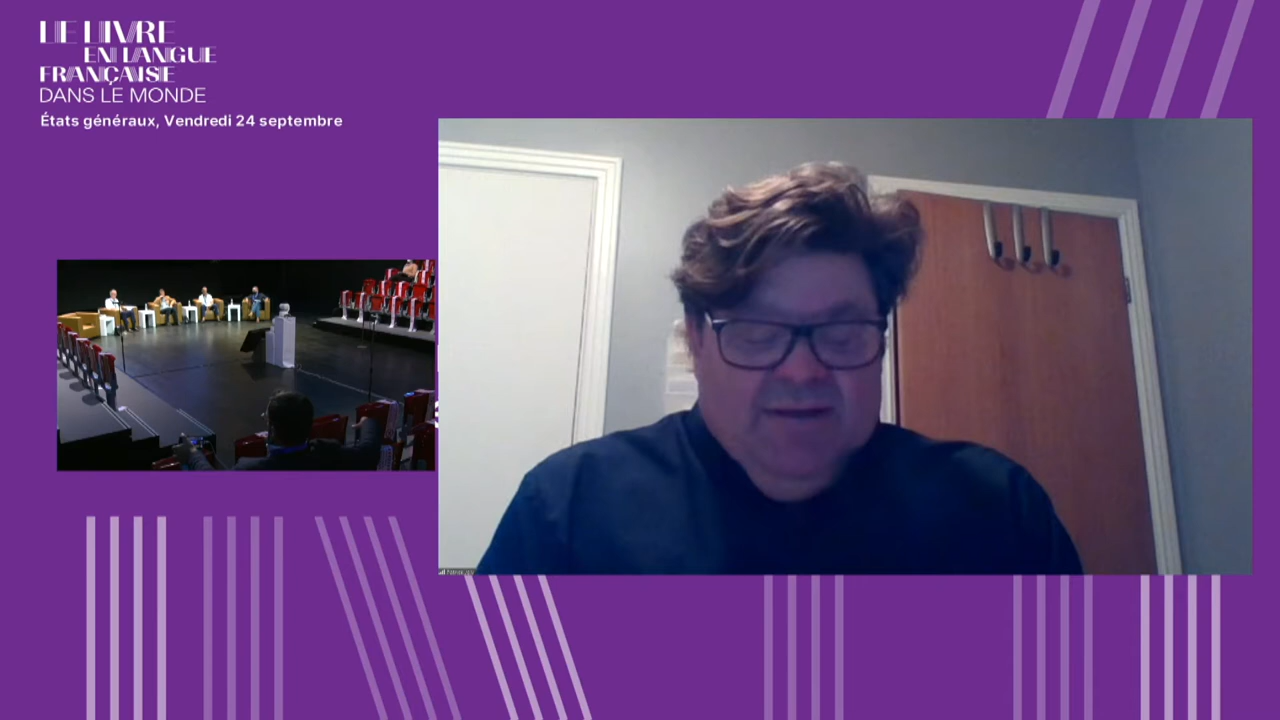 LE LIVRE
EN LANGUE
FRANÇAISE
DANS LE MONDE
États généraux, Vendredi 24 septembre